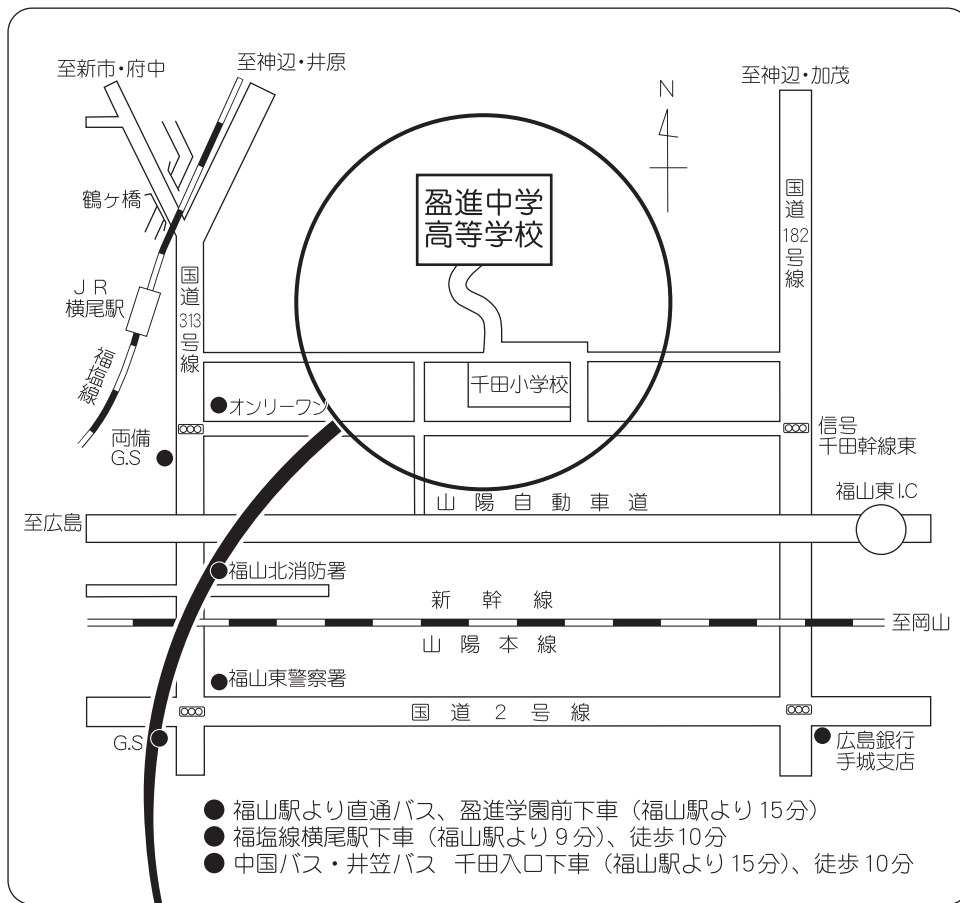 至新市・府中
至神辺・井原
至神辺・加茂
N
鶴ヶ橋
盈進中学
高等学校
国道182号線
国道313号線
ＪＲ
横尾駅
福塩線
千田小学校
オンリーワン
両備
G.S
信号
千田幹線東
福山東I.C
山陽自動車道
至広島
福山北消防署
新幹線
至岡山
山陽本線
福山東警察署
国道２号線
G.S
広島銀行
手城支店
● 福山駅より直通バス、盈進学園前下車（福山駅より15分）
● 福塩線横尾駅下車（福山駅より９分）、徒歩10分
● 中国バス・井笠バス 千田入口下車（福山駅より15分）、徒歩10分